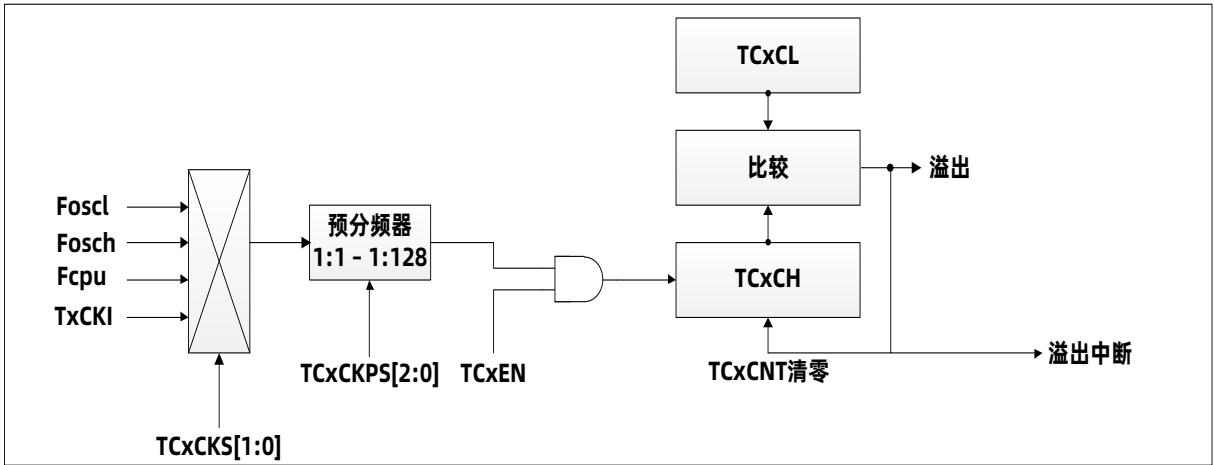 TCxCL
比较
溢出
Foscl
Fosch
Fcpu
TxCKI
预分频器
1:1 - 1:128
TCxCH
TCxCKPS[2:0]
TCxEN
TCxCNT清零
溢出中断
TCxCKS[1:0]